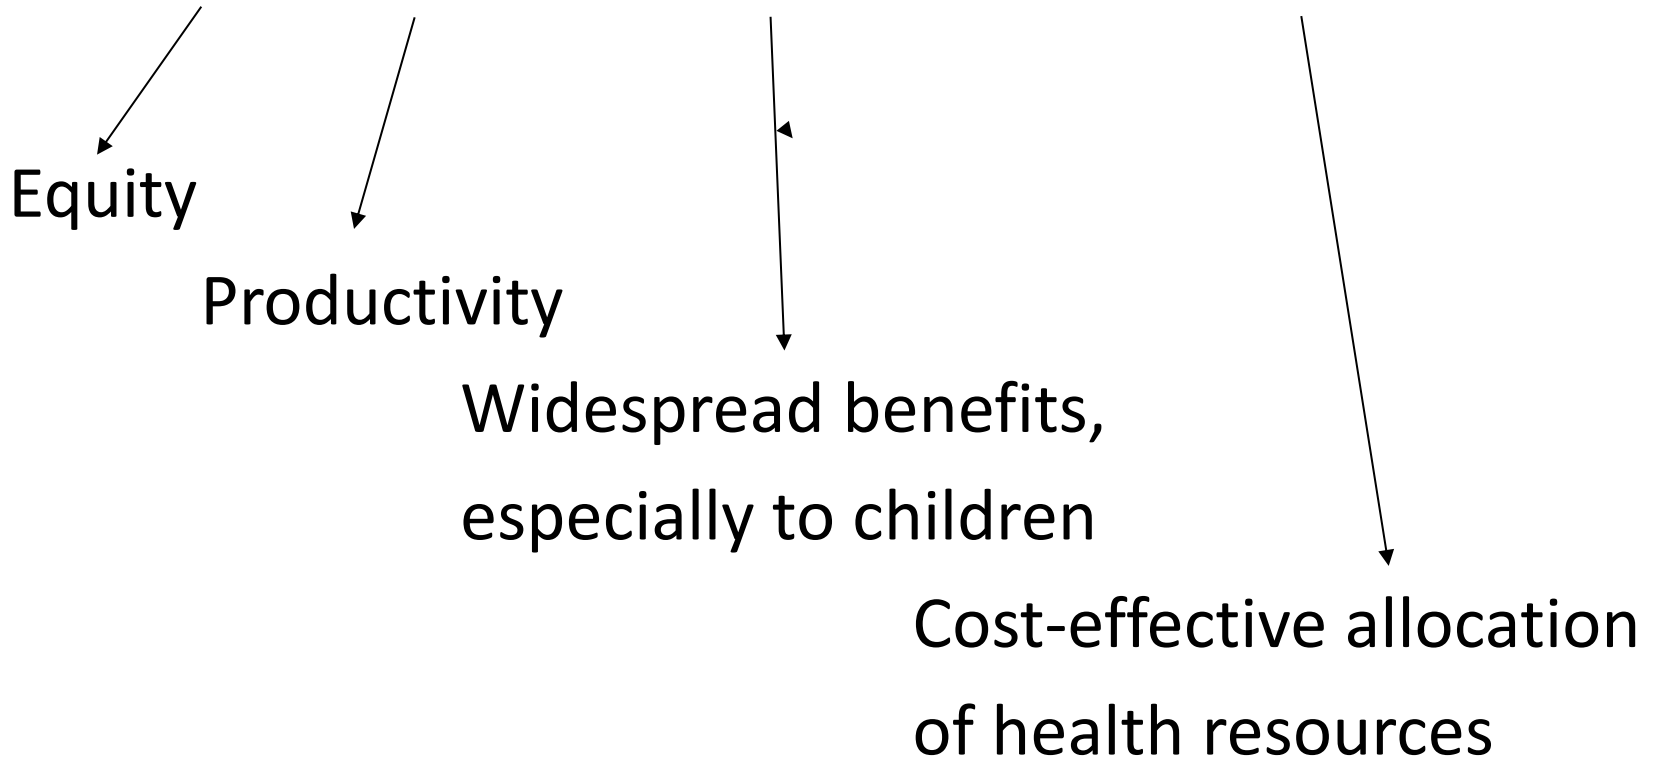 Equity
Productivity
Widespread benefits,
especially to children
Cost-effective allocation
of health resources